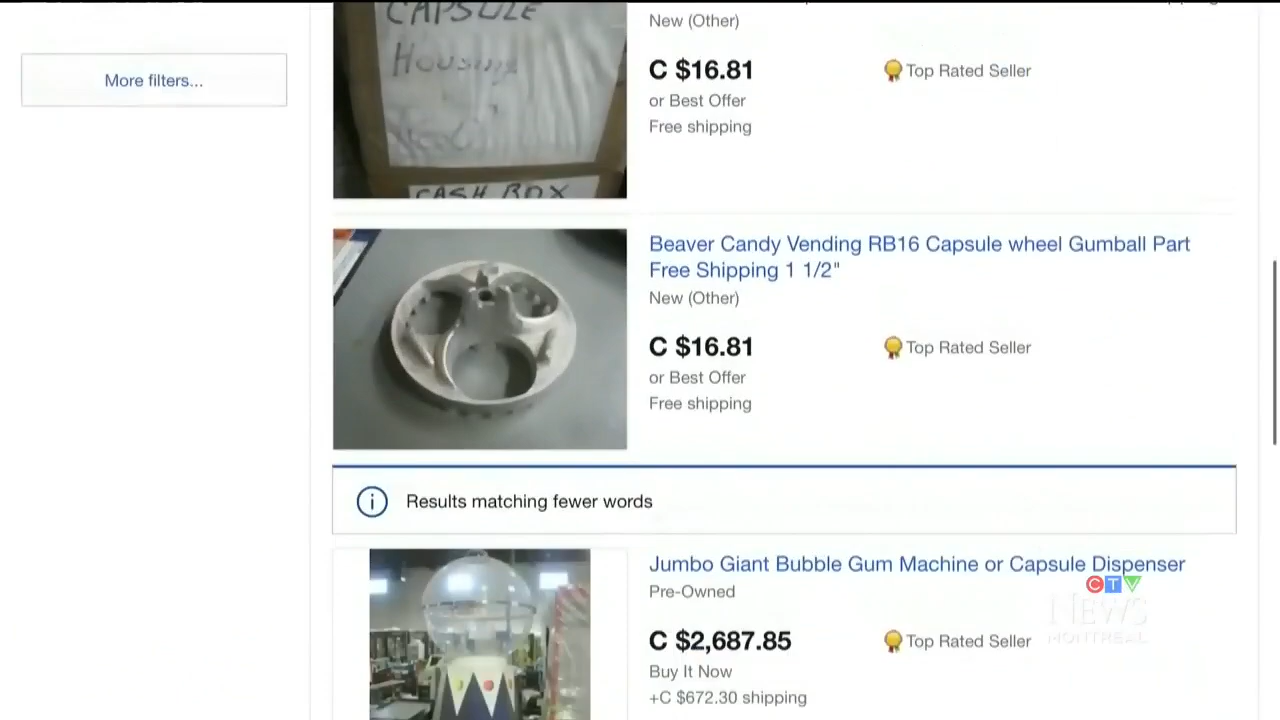 CAPSULE
Housing
CASH BOX
New (Other)
C $16.81
Top Rated Seller
or Best Offer
Free shipping
More filters...
Beaver Candy Vending RB16 Capsule wheel Gumball Part
Free Shipping 1 1/2"
New (Other)
C $16.81
Top Rated Seller
or Best Offer
Free shipping
Results matching fewer words
Jumbo Giant Bubble Gum Machine or Capsule Dispenser
Pre-Owned
C $2,687.85
Top Rated Seller
Buy It Now
+C $672.30 shipping
CTV
NEWS
MONTREAL